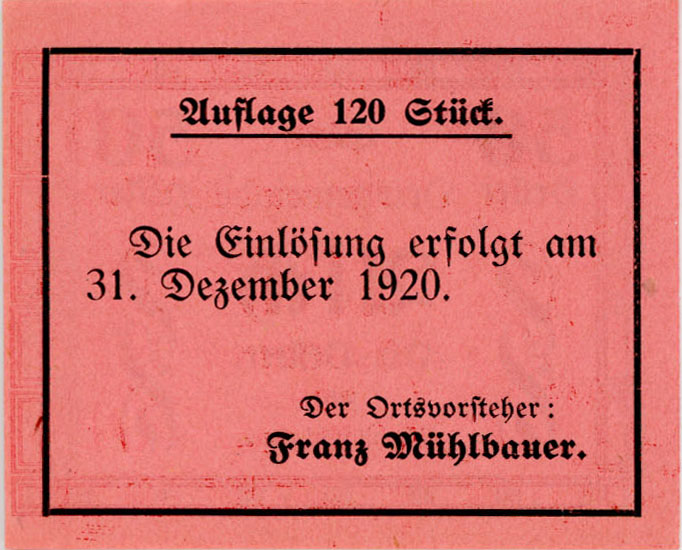 Auflage 120 Stück.
Die Einlösung erfolgt am
31. Dezember 1920.
Der Ortsvorsteher:
Franz Mühlbauer.